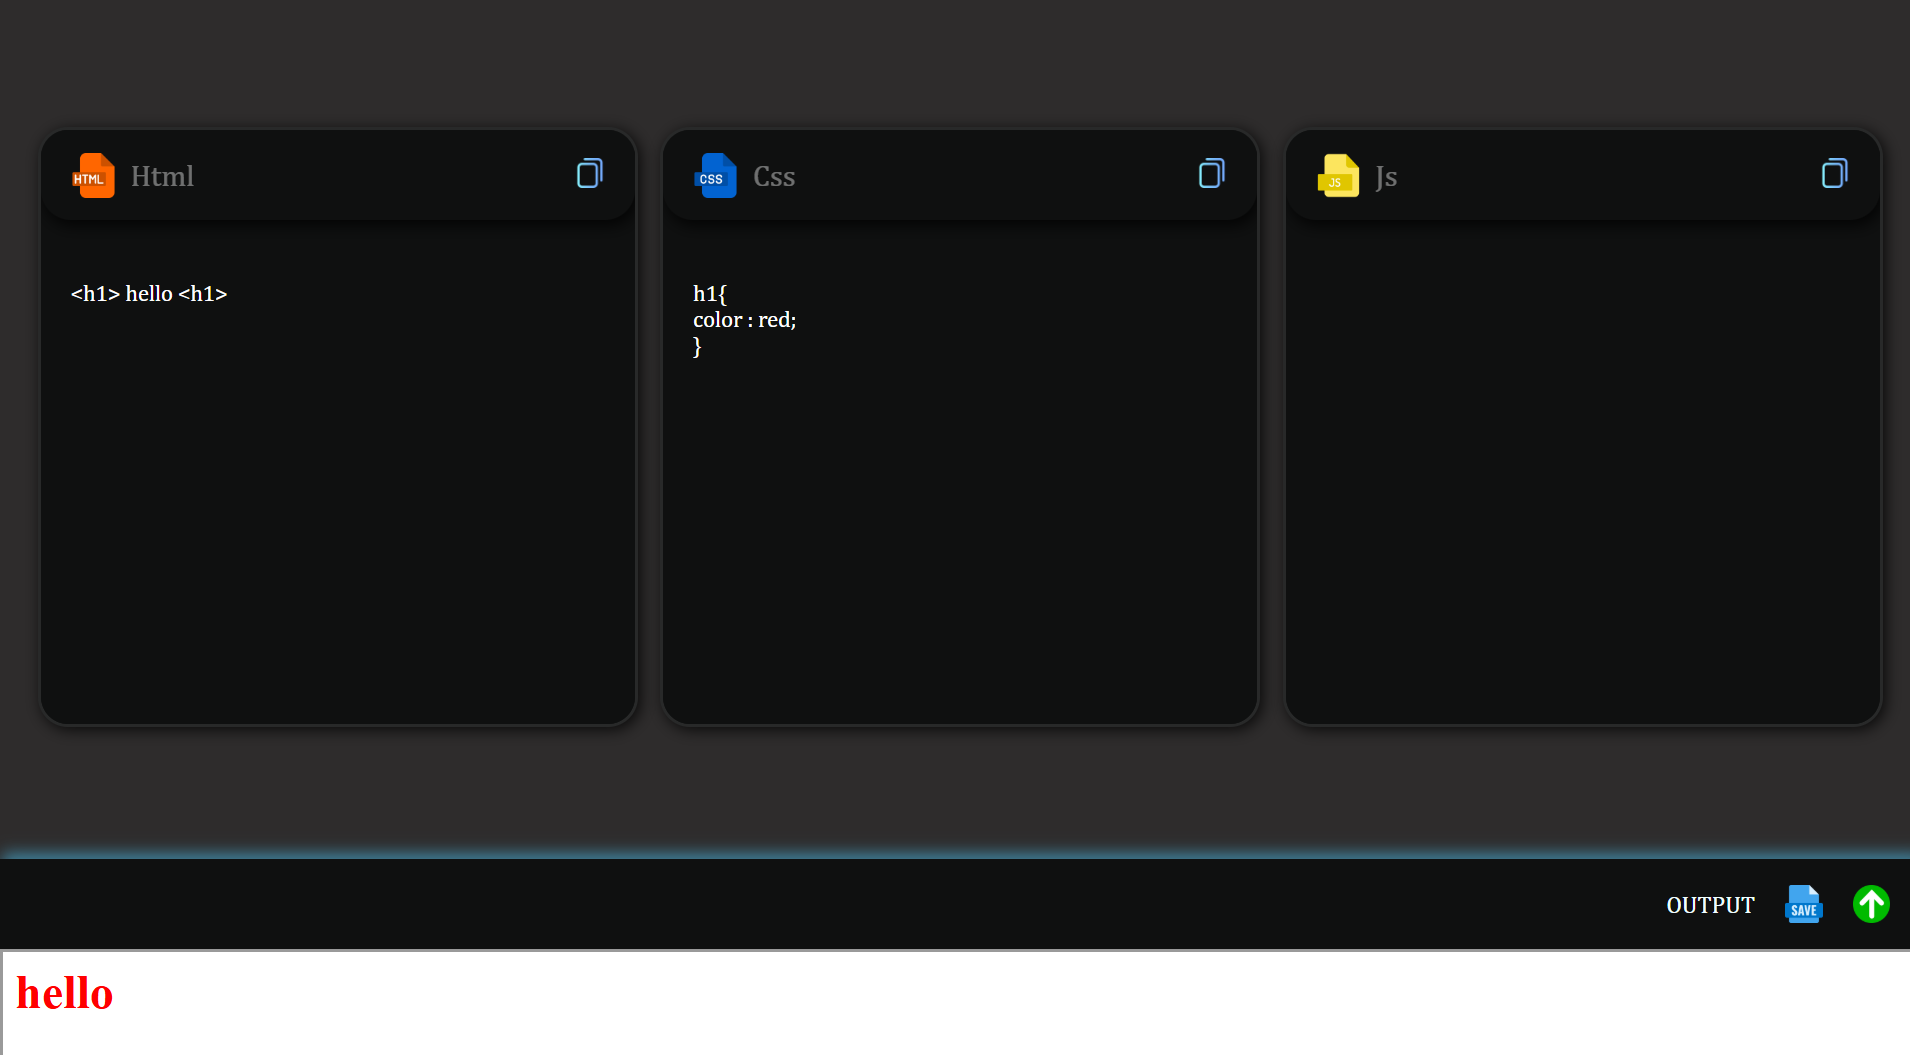 HTML Html
CSS Css
JS Js
<h1> hello <h1>
h1{
color : red;
}
OUTPUT SAVE
hello